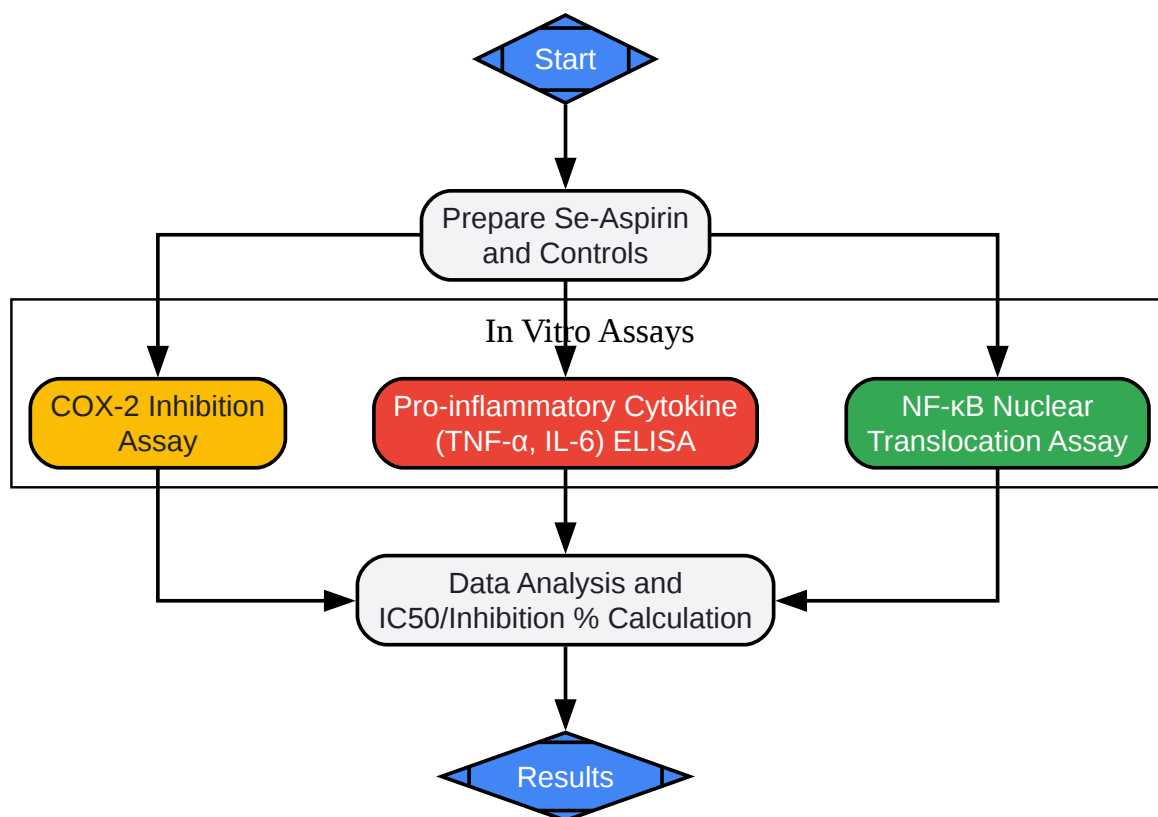 Start
Prepare Se-Aspirin
and Controls
In Vitro Assays
COX-2 Inhibition
Assay
Pro-inflammatory Cytokine
(TNF-α, IL-6) ELISA
NF-κB Nuclear
Translocation Assay
Data Analysis and
IC50/Inhibition % Calculation
Results